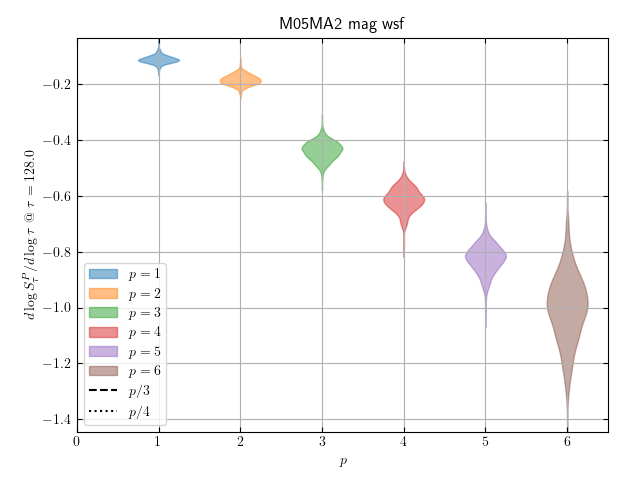 M05MA2 mag wsf
d log S_τ^P / d log τ @ τ = 128.0
−0.2
−0.4
−0.6
−0.8
−1.0
−1.2
−1.4
p = 1
p = 2
p = 3
p = 4
p = 5
p = 6
p/3
p/4
0 1 2 3 4 5 6
p